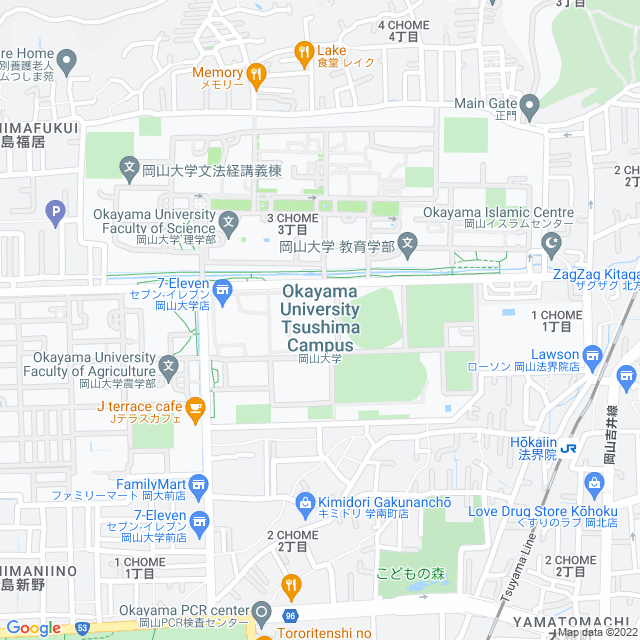 4 CHOME
4丁目
Lake
食堂 レイク
re Home
別養護老人
ムつしま苑
Memory
メモリー
Main Gate
正門
HIMAFUKUI
島福居
岡山大学文法経講義棟
2 CHOME
2丁
P
Okayama University
Faculty of Science
岡山大学 理学部
3 CHOME
3丁目
岡山大学 教育学部
Okayama Islamic Centre
岡山イスラムセンター
ZagZag Kitaga
ザグザグ 北方
7-Eleven
セブン-イレブン
岡山大学店
Okayama
University
Tsushima
Campus
岡山大学
1 CHOME
1丁目
Lawson
ローソン 岡山法界院店
Okayama University
Faculty of Agriculture
岡山大学農学部
J terrace cafe
Jテラスカフェ
岡山吉井線
Hōkaiin
法界院
JR
FamilyMart
ファミリーマート 岡大前店
Kimidori Gakunanchō
キミドリ 学南町店
Love Drug Store Kōhoku
くすりのラブ 岡北店
7-Eleven
セブン-イレブン
岡山大学前店
2 CHOME
2丁目
Tsuyama Line
HIMANIINO
島新野
1 CHOME
1丁目
こどもの森
2 CHOME
2丁目
Okayama PCR center
岡山PCR検査センター
96
53
Google
Tororitenshi no
YAMATOMACHI
Map data ©2022